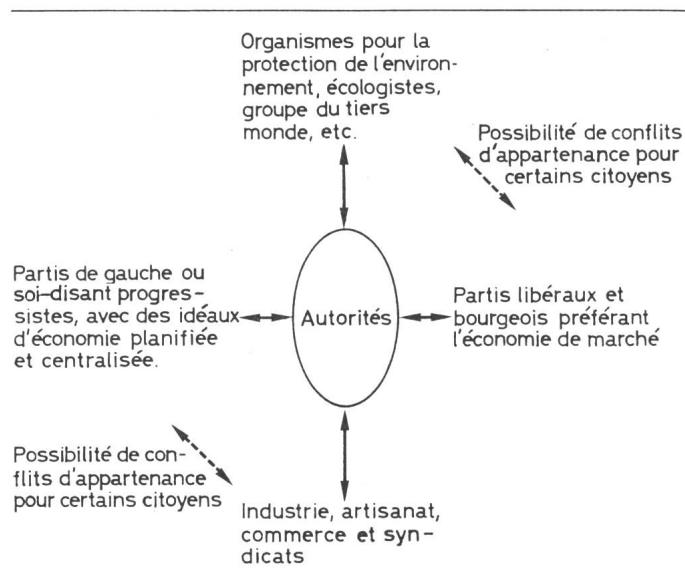 Organismes pour la
protection de l'environ-
nement, écologistes,
groupe du tiers
monde, etc.
Possibilité de conflits
d'appartenance pour
certains citoyens
Partis de gauche ou
soi-disant progres-
sistes, avec des idéaux
d'économie planifiée
et centralisée.
Autorités
Partis libéraux et
bourgeois préférant
l'économie de marché
Possibilité de con-
flits d'appartenance
pour certains citoyens
Industrie, artisanat,
commerce et syn-
dicats